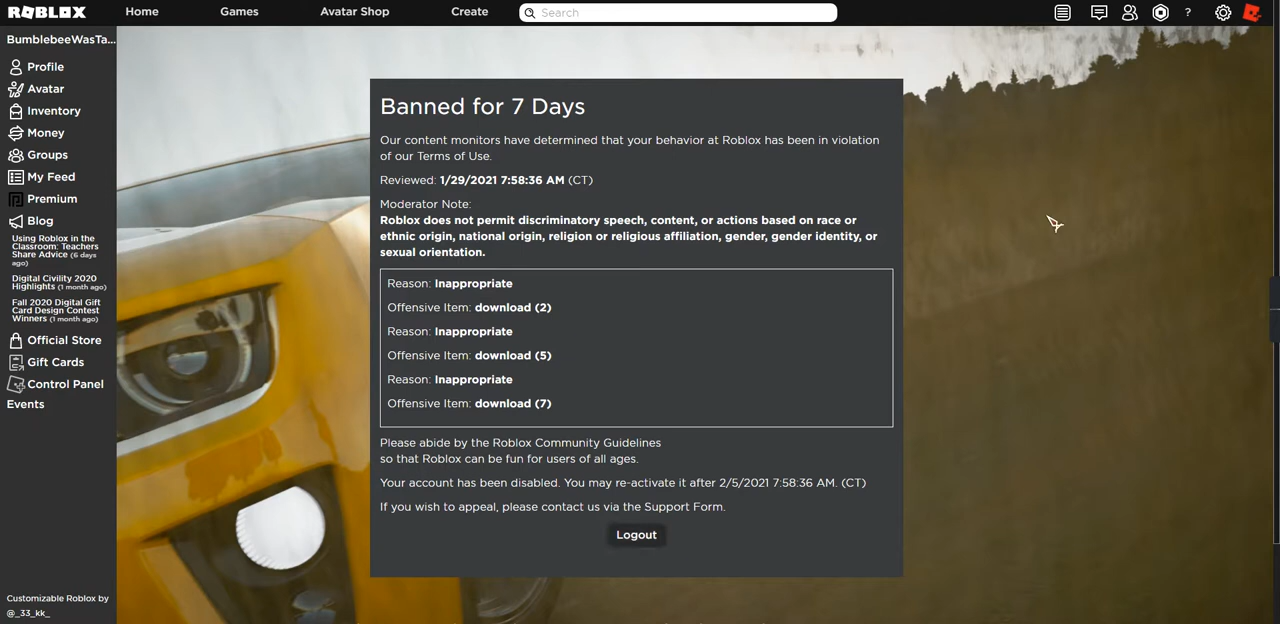 ROBLOX
Home
Games
Avatar Shop
Create
Search
?
BumblebeeWasTa...
Profile
Avatar
Inventory
Money
Groups
My Feed
Premium
Blog
Using Roblox in the
Classroom: Teachers
Share Advice (6 days
ago)
Digital Civility 2020
Highlights (1 month ago)
Fall 2020 Digital Gift
Card Design Contest
Winners (1 month ago)
Official Store
Gift Cards
Control Panel
Events
Customizable Roblox by
@_33_kk_
Banned for 7 Days
Our content monitors have determined that your behavior at Roblox has been in violation
of our Terms of Use.
Reviewed: 1/29/2021 7:58:36 AM (CT)
Moderator Note:
Roblox does not permit discriminatory speech, content, or actions based on race or
ethnic origin, national origin, religion or religious affiliation, gender, gender identity, or
sexual orientation.
Reason: Inappropriate
Offensive Item: download (2)
Reason: Inappropriate
Offensive Item: download (5)
Reason: Inappropriate
Offensive Item: download (7)
Please abide by the Roblox Community Guidelines
so that Roblox can be fun for users of all ages.
Your account has been disabled. You may re-activate it after 2/5/2021 7:58:36 AM. (CT)
If you wish to appeal, please contact us via the Support Form.
Logout